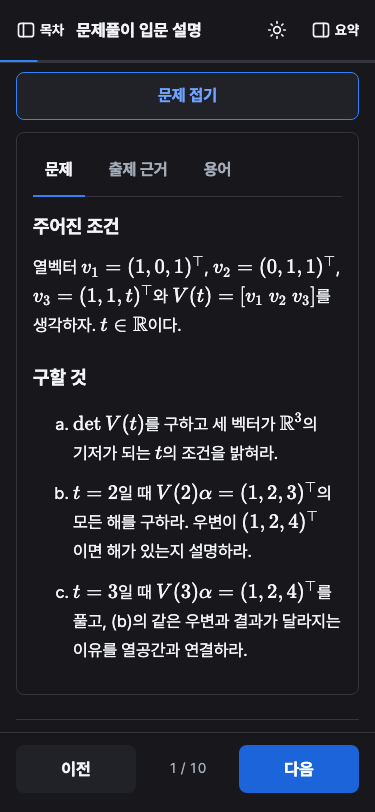 목차 문제풀이 입문 설명 요약
문제 접기
문제 출제 근거 용어
주어진 조건
열벡터 v₁ = (1, 0, 1)⊤, v₂ = (0, 1, 1)⊤,
v₃ = (1, 1, t)⊤와 V(t) = [v₁ v₂ v₃]를
생각하자. t ∈ ℝ이다.
구할 것
a. det V(t)를 구하고 세 벡터가 ℝ³의
기저가 되는 t의 조건을 밝혀라.
b. t = 2일 때 V(2)α = (1, 2, 3)⊤의
모든 해를 구하라. 우변이 (1, 2, 4)⊤
이면 해가 있는지 설명하라.
c. t = 3일 때 V(3)α = (1, 2, 4)⊤를
풀고, (b)의 같은 우변과 결과가 달라지는
이유를 열공간과 연결하라.
이전 1 / 10 다음